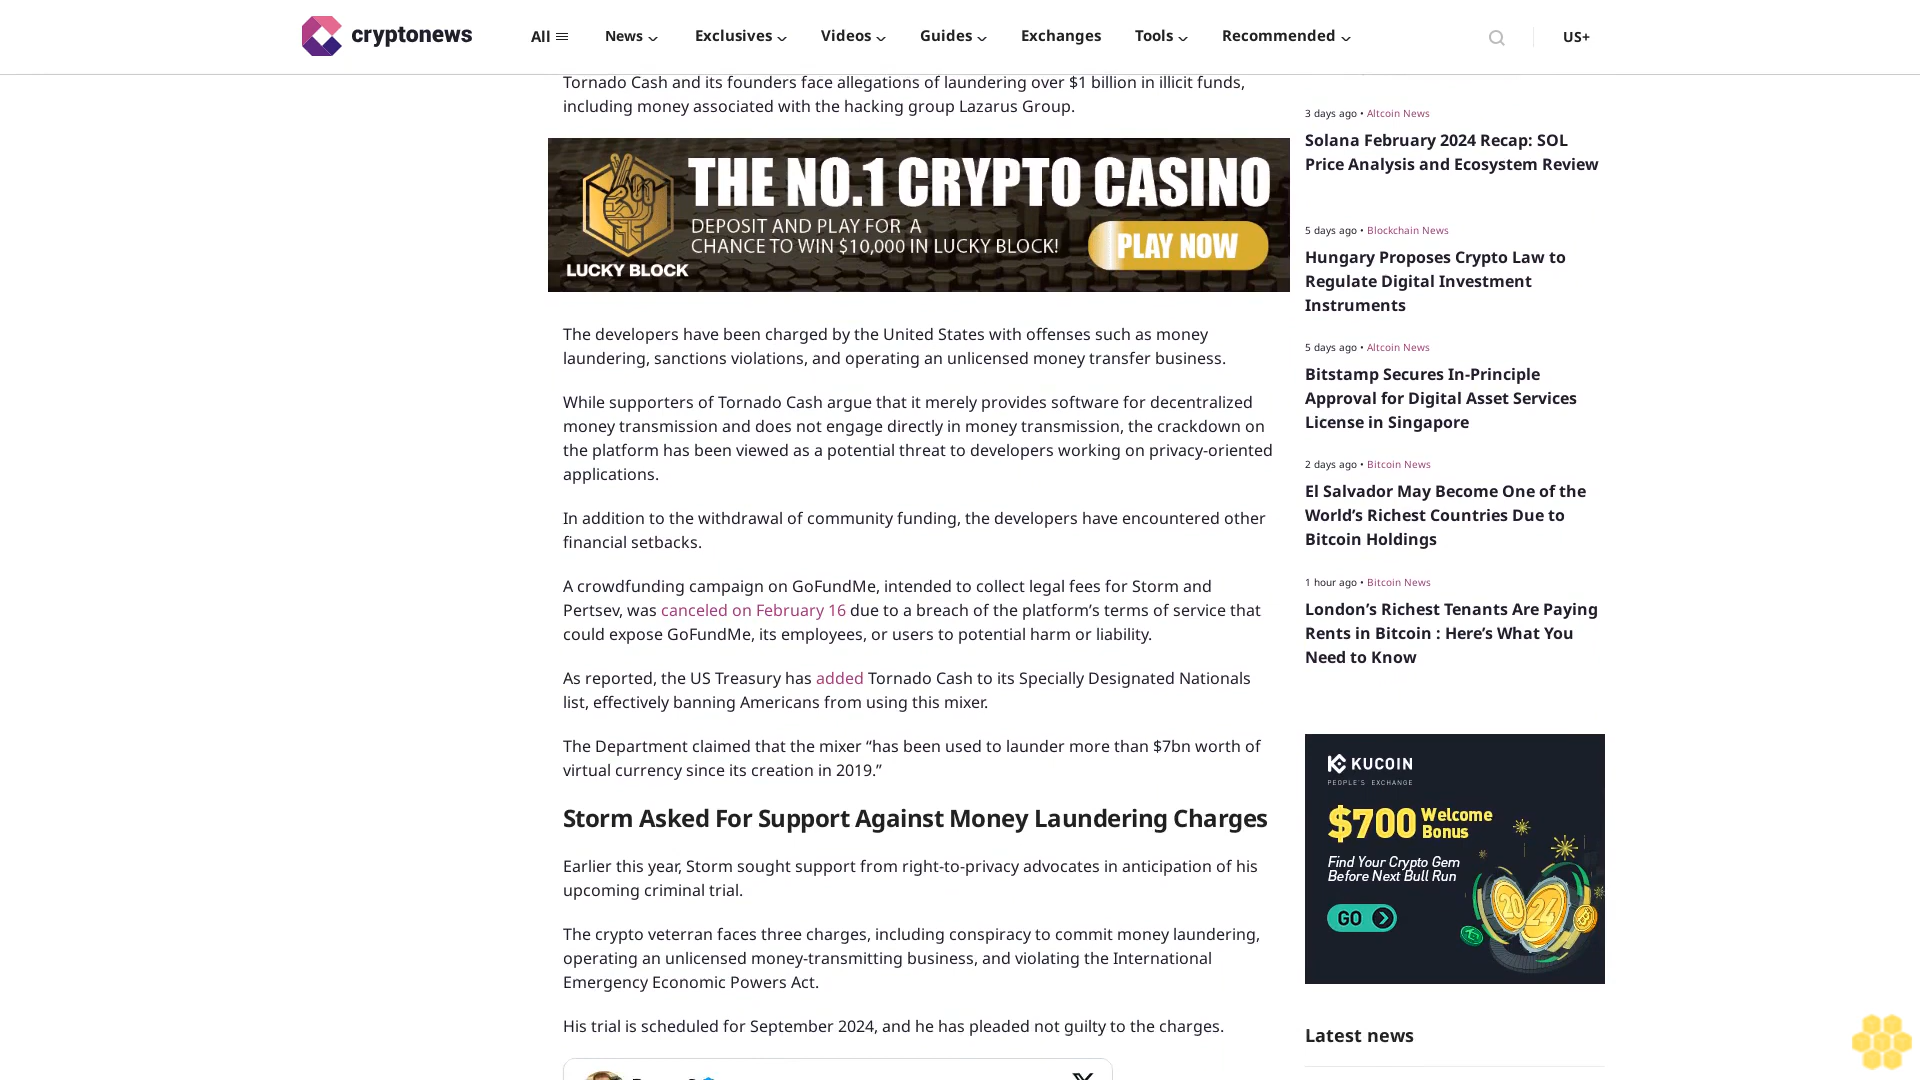 cryptonews
All
News
Exclusives
Videos
Guides
Exchanges
Tools
Recommended
US+
Tornado Cash and its founders face allegations of laundering over $1 billion in illicit funds,
including money associated with the hacking group Lazarus Group.
THE NO.1 CRYPTO CASINO
DEPOSIT AND PLAY FOR A
CHANCE TO WIN $10,000 IN LUCKY BLOCK!
PLAY NOW
LUCKY BLOCK
The developers have been charged by the United States with offenses such as money
laundering, sanctions violations, and operating an unlicensed money transfer business.
While supporters of Tornado Cash argue that it merely provides software for decentralized
money transmission and does not engage directly in money transmission, the crackdown on
the platform has been viewed as a potential threat to developers working on privacy-oriented
applications.
In addition to the withdrawal of community funding, the developers have encountered other
financial setbacks.
A crowdfunding campaign on GoFundMe, intended to collect legal fees for Storm and
Pertsev, was canceled on February 16 due to a breach of the platform’s terms of service that
could expose GoFundMe, its employees, or users to potential harm or liability.
As reported, the US Treasury has added Tornado Cash to its Specially Designated Nationals
list, effectively banning Americans from using this mixer.
The Department claimed that the mixer “has been used to launder more than $7bn worth of
virtual currency since its creation in 2019.”
Storm Asked For Support Against Money Laundering Charges
Earlier this year, Storm sought support from right-to-privacy advocates in anticipation of his
upcoming criminal trial.
The crypto veterran faces three charges, including conspiracy to commit money laundering,
operating an unlicensed money-transmitting business, and violating the International
Emergency Economic Powers Act.
His trial is scheduled for September 2024, and he has pleaded not guilty to the charges.
3 days ago • Altcoin News
Solana February 2024 Recap: SOL
Price Analysis and Ecosystem Review
5 days ago • Blockchain News
Hungary Proposes Crypto Law to
Regulate Digital Investment
Instruments
5 days ago • Altcoin News
Bitstamp Secures In-Principle
Approval for Digital Asset Services
License in Singapore
2 days ago • Bitcoin News
El Salvador May Become One of the
World’s Richest Countries Due to
Bitcoin Holdings
1 hour ago • Bitcoin News
London’s Richest Tenants Are Paying
Rents in Bitcoin : Here’s What You
Need to Know
KUCOIN
PEOPLE'S EXCHANGE
$700 Welcome
Bonus
Find Your Crypto Gem
Before Next Bull Run
GO
20
24
Latest news